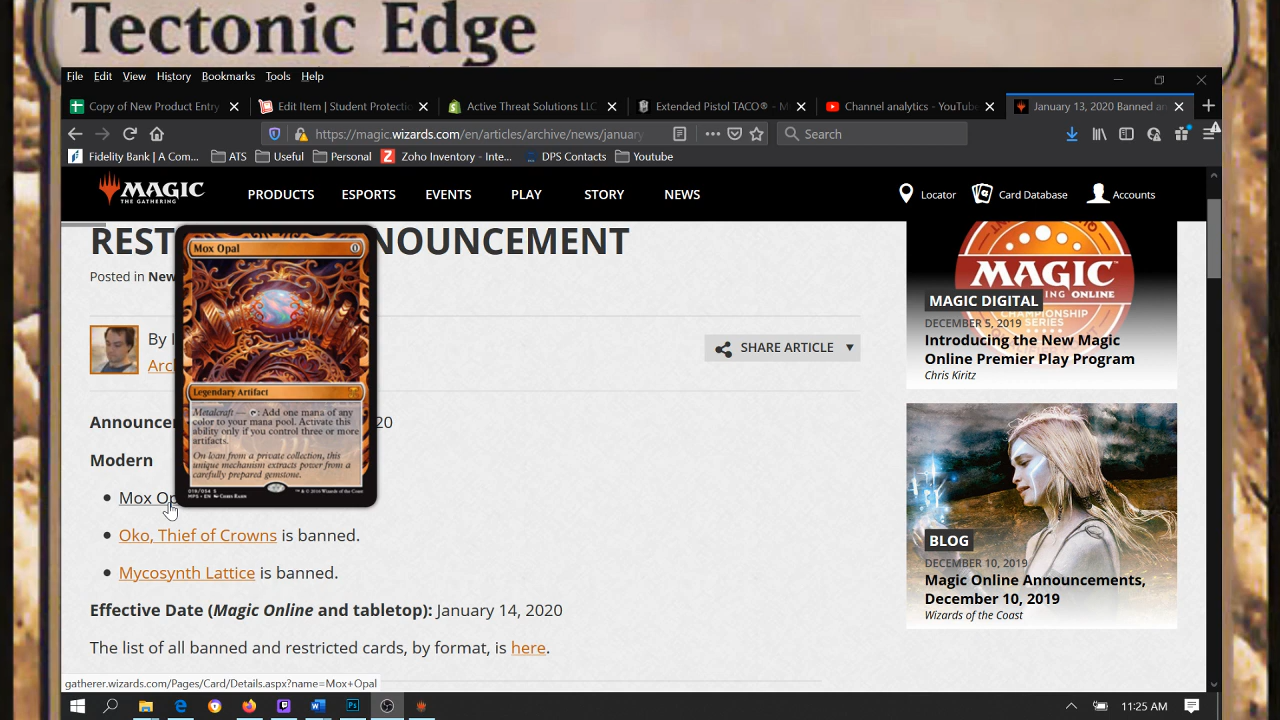 Tectonic Edge
File Edit View History Bookmarks Tools Help
Copy of New Product Entry
Edit Item | Student Protectio
Active Threat Solutions LLC
Extended Pistol TACO® - M
Channel analytics - YouTube
January 13, 2020 Banned an
https://magic.wizards.com/en/articles/archive/news/january
Search
Fidelity Bank | A Com...
ATS
Useful
Personal
Zoho Inventory - Inte...
DPS Contacts
Youtube
MAGIC
THE GATHERING
PRODUCTS ESPORTS EVENTS PLAY STORY NEWS
Locator Card Database Accounts
REST NOUNCEMENT
Posted in New
By I
Arc
SHARE ARTICLE
Mox Opal 0
Legendary Artifact
Metalcraft — : Add one mana of any
color to your mana pool. Activate this
ability only if you control three or more
artifacts.
On loan from a private collection, this
unique mechanism extracts power from a
carefully prepared gemstone.
Announcem 20
Modern
Mox Op
Oko, Thief of Crowns is banned.
Mycosynth Lattice is banned.
Effective Date (Magic Online and tabletop): January 14, 2020
The list of all banned and restricted cards, by format, is here.
MAGIC
ING ONLINE
CHAMPIONSHIP
SERIES
MAGIC DIGITAL
DECEMBER 5, 2019
Introducing the New Magic
Online Premier Play Program
Chris Kiritz
BLOG
DECEMBER 10, 2019
Magic Online Announcements,
December 10, 2019
Wizards of the Coast
gatherer.wizards.com/Pages/Card/Details.aspx?name=Mox+Opal
11:25 AM